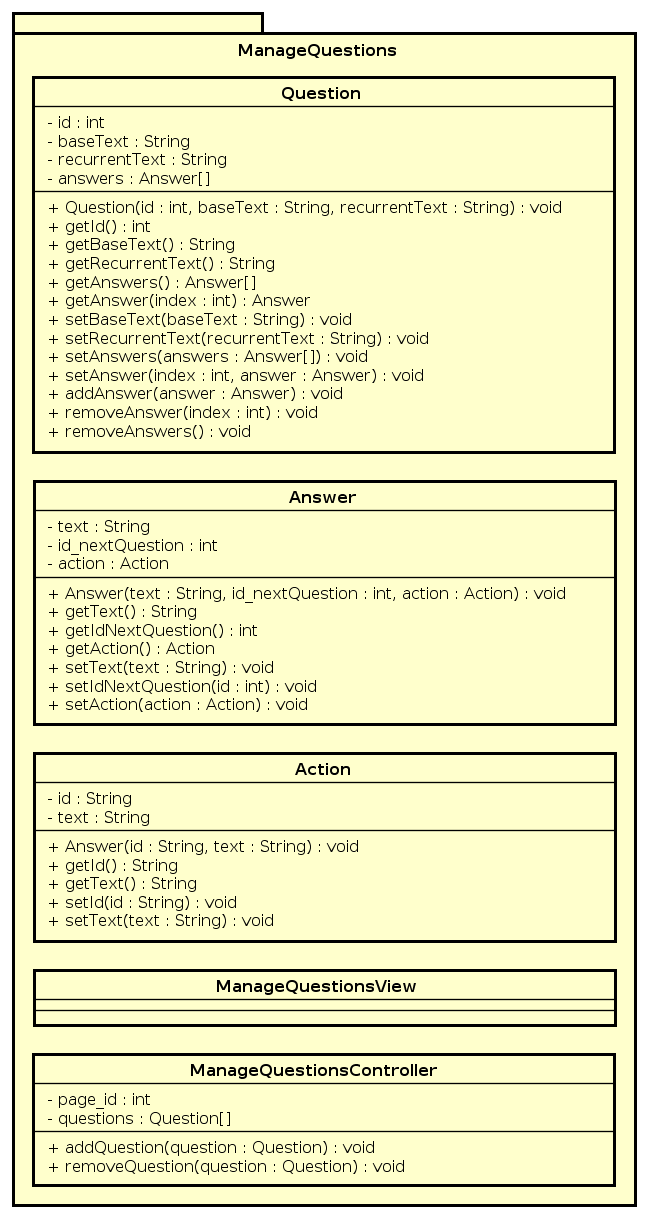 ManageQuestions
Question
- id : int
- baseText : String
- recurrentText : String
- answers : Answer[]
+ Question(id : int, baseText : String, recurrentText : String) : void
+ getId() : int
+ getBaseText() : String
+ getRecurrentText() : String
+ getAnswers() : Answer[]
+ getAnswer(index : int) : Answer
+ setBaseText(baseText : String) : void
+ setRecurrentText(recurrentText : String) : void
+ setAnswers(answers : Answer[]) : void
+ setAnswer(index : int, answer : Answer) : void
+ addAnswer(answer : Answer) : void
+ removeAnswer(index : int) : void
+ removeAnswers() : void
Answer
- text : String
- id_nextQuestion : int
- action : Action
+ Answer(text : String, id_nextQuestion : int, action : Action) : void
+ getText() : String
+ getIdNextQuestion() : int
+ getAction() : Action
+ setText(text : String) : void
+ setIdNextQuestion(id : int) : void
+ setAction(action : Action) : void
Action
- id : String
- text : String
+ Answer(id : String, text : String) : void
+ getId() : String
+ getText() : String
+ setId(id : String) : void
+ setText(text : String) : void
ManageQuestionsView
ManageQuestionsController
- page_id : int
- questions : Question[]
+ addQuestion(question : Question) : void
+ removeQuestion(question : Question) : void